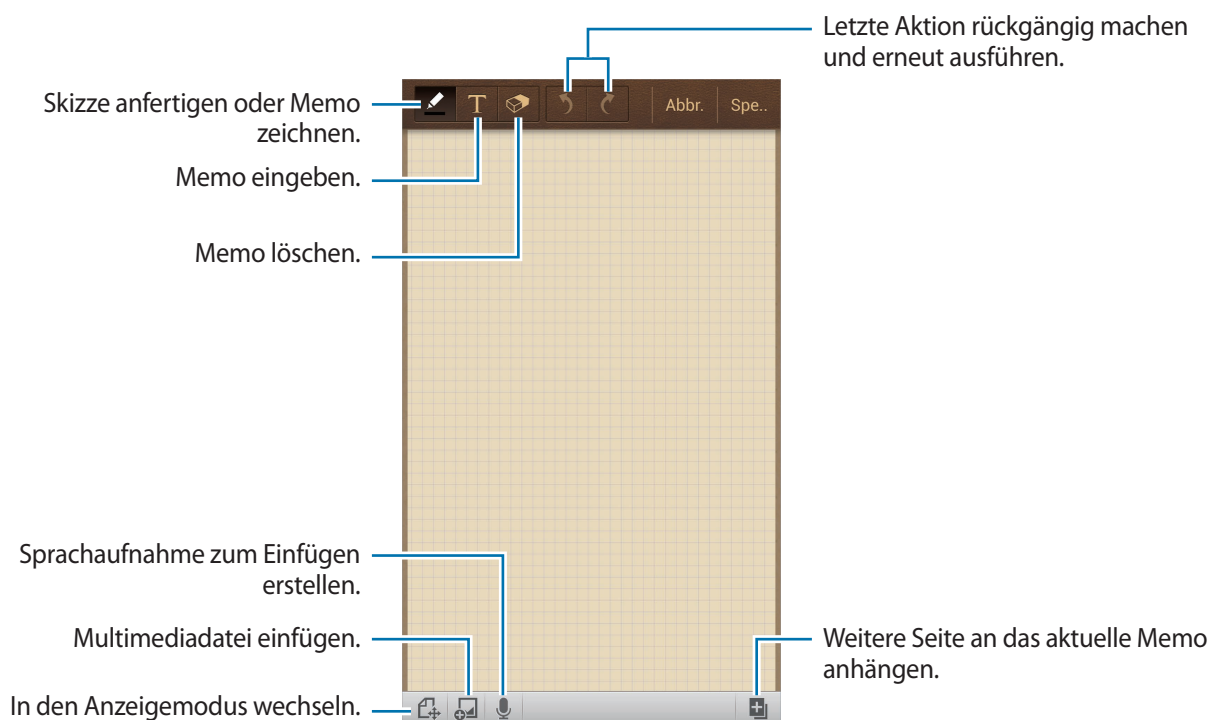 Letzte Aktion rückgängig machen
und erneut ausführen.
Skizze anfertigen oder Memo
zeichnen.
T
Abbr.
Spe..
Memo eingeben.
Memo löschen.
Sprachaufnahme zum Einfügen
erstellen.
Multimediadatei einfügen.
Weitere Seite an das aktuelle Memo
anhängen.
In den Anzeigemodus wechseln.